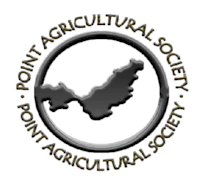 · POINT AGRICULTURAL SOCIETY ·
POINT AGRICULTURAL SOCIETY